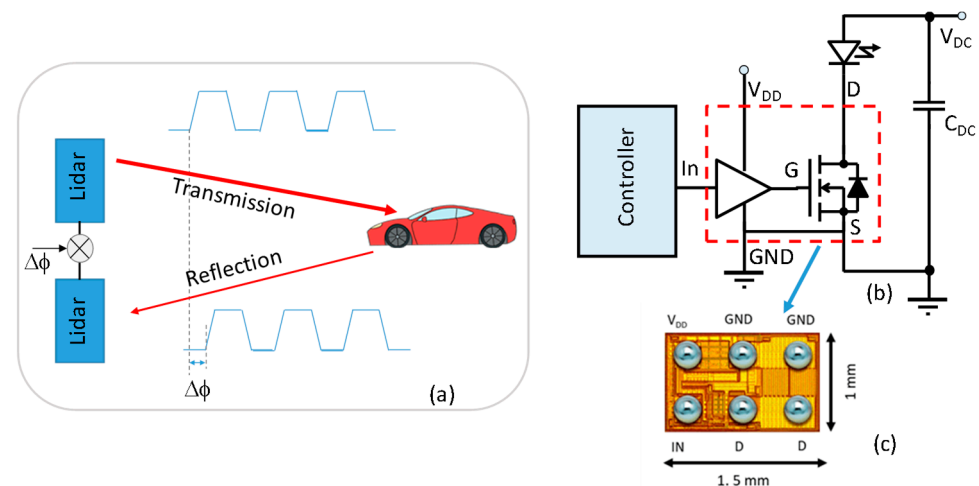 Lidar
Transmission
Δϕ
Reflection
Lidar
Δϕ
(a)
V_DC
D
V_DD
C_DC
Controller
In
G
S
GND
(b)
V_DD GND GND
1 mm
IN D D
(c)
1. 5 mm